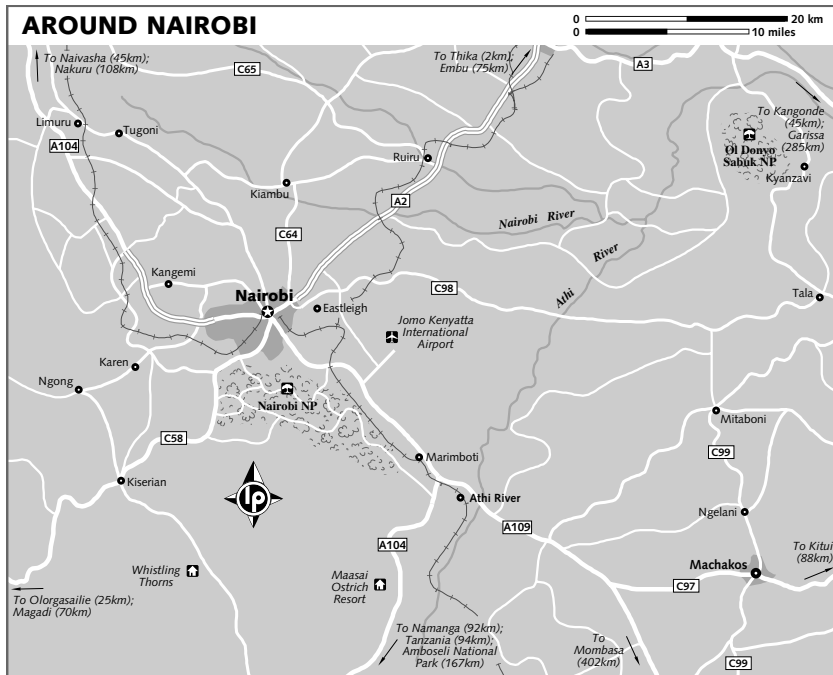 AROUND NAIROBI
0 20 km
0 10 miles
To Naivasha (45km);
Nakuru (108km)
C65
To Thika (2km);
Embu (75km)
A3
To Kangonde
(45km);
Garissa
(285km)
Limuru
Tugoni
A104
Ruiru
Ol Donyo
Sabuk NP
Kyanzavi
Kiambu
A2
Nairobi River
C64
Athi River
Kangemi
Nairobi
Eastleigh
C98
Tala
Jomo Kenyatta
International
Airport
Karen
Ngong
Nairobi NP
Mitaboni
C58
Marimboti
C99
Kiserian
lp
Athi River
Ngelani
A109
A104
To Kitui
(88km)
Whistling
Thorns
Maasai
Ostrich
Resort
Machakos
C97
To Olorgasailie (25km);
Magadi (70km)
To Namanga (92km);
Tanzania (94km);
Amboseli National
Park (167km)
To
Mombasa
(402km)
C99